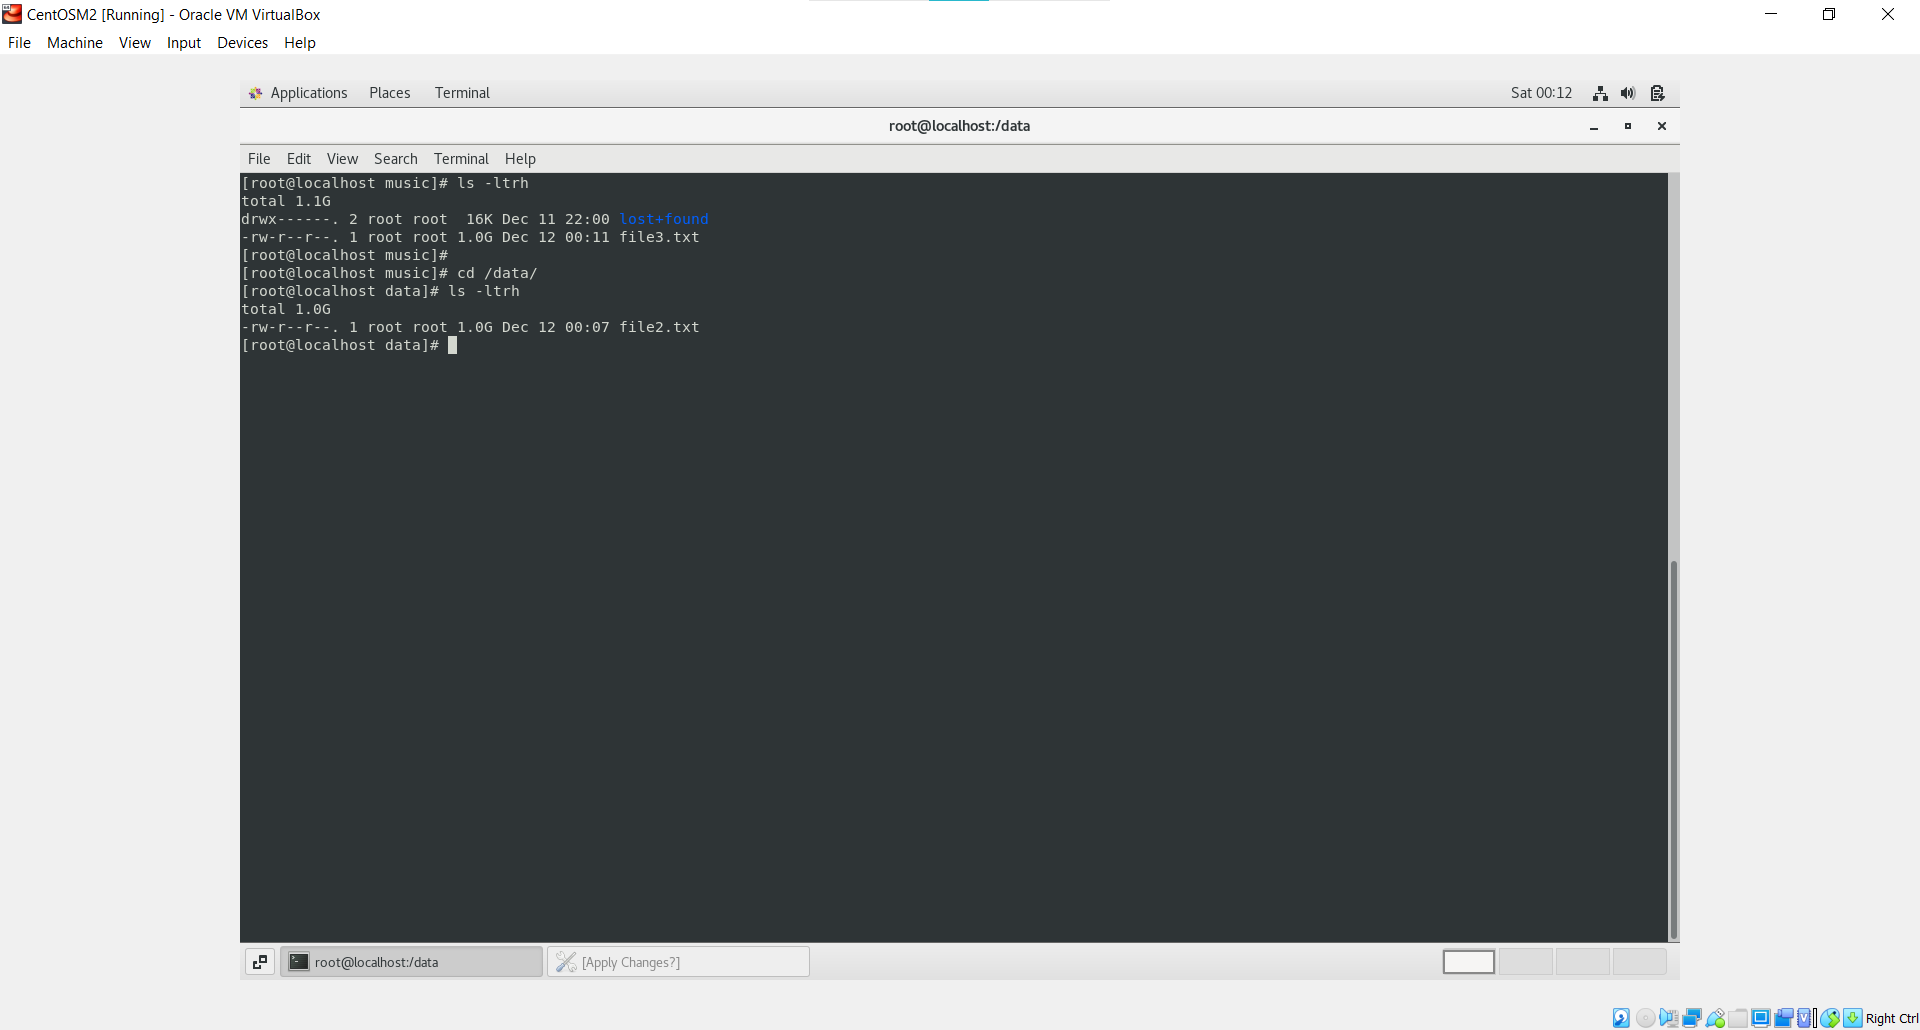 CentOSM2 [Running] - Oracle VM VirtualBox
File Machine View Input Devices Help
Applications Places Terminal Sat 00:12
root@localhost:/data
File Edit View Search Terminal Help
[root@localhost music]# ls -ltrh
total 1.1G
drwx------. 2 root root  16K Dec 11 22:00 lost+found
-rw-r--r--. 1 root root 1.0G Dec 12 00:11 file3.txt
[root@localhost music]#
[root@localhost music]# cd /data/
[root@localhost data]# ls -ltrh
total 1.0G
-rw-r--r--. 1 root root 1.0G Dec 12 00:07 file2.txt
[root@localhost data]#
root@localhost:/data [Apply Changes?]
Right Ctrl